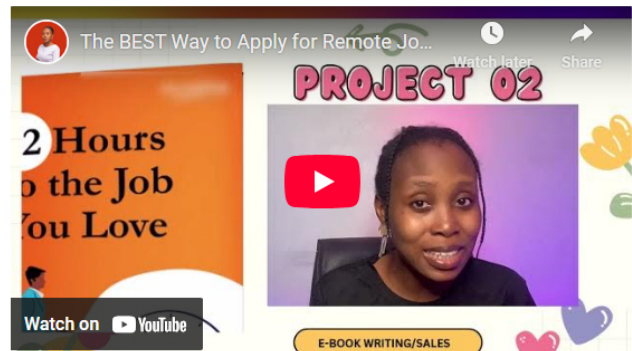 The BEST Way to Apply for Remote Jo...
Watch later
Share
PROJECT 02
2 Hours
o the Job
You Love
Watch on YouTube
E-BOOK WRITING/SALES